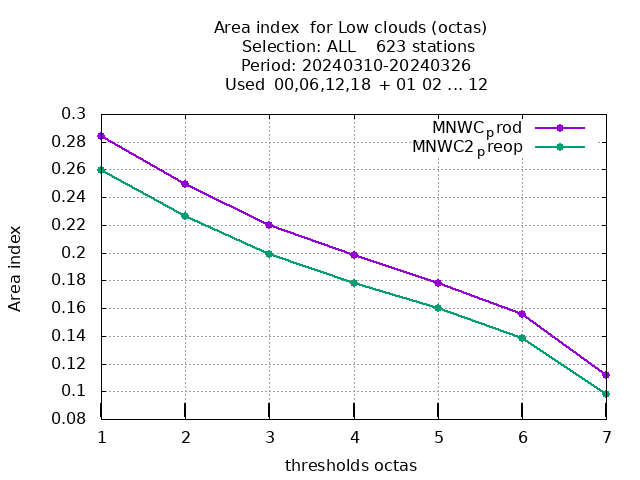 Area index  for Low clouds (octas)
Selection: ALL    623 stations
Period: 20240310-20240326
Used  00,06,12,18 + 01 02 ... 12
MNWCprod
MNWC2preop
0.3
0.28
0.26
0.24
0.22
0.2
0.18
0.16
0.14
0.12
0.1
0.08
Area index
1 2 3 4 5 6 7
thresholds octas